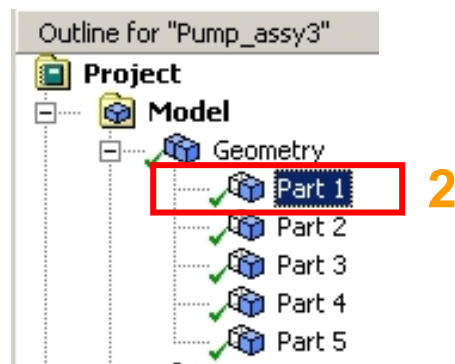 Outline for "Pump_assy3"
Project
Model
Geometry
Part 1 2
Part 2
Part 3
Part 4
Part 5